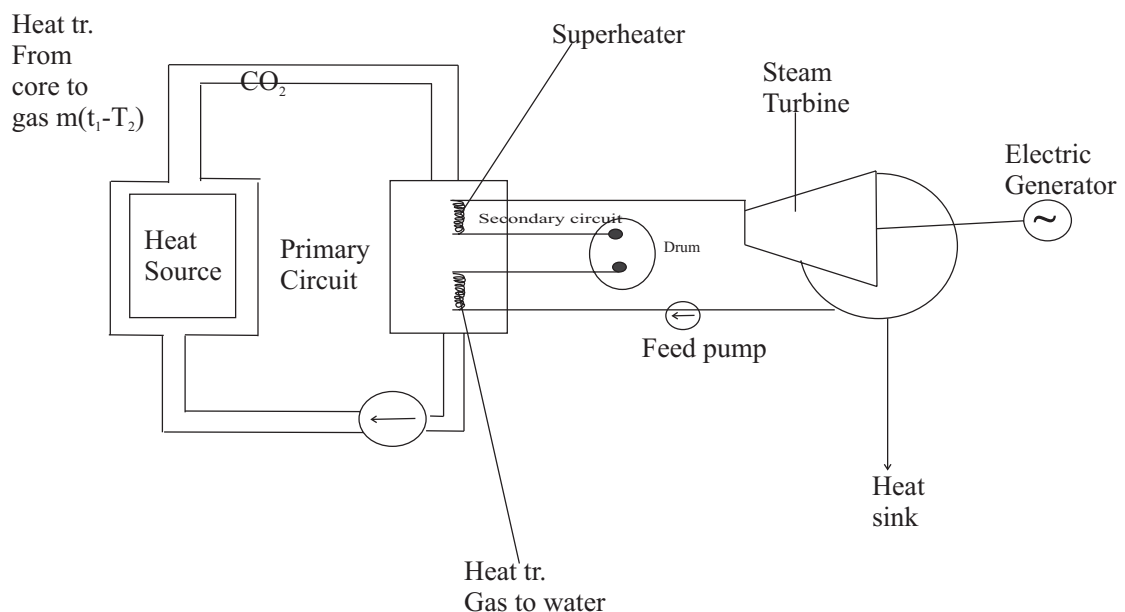 Heat tr.
From
core to
gas m(t₁-T₂)
CO₂
Superheater
Steam
Turbine
Electric
Generator
~
Heat
Source
Primary
Circuit
Secondary circuit
Drum
Feed pump
Heat
sink
Heat tr.
Gas to water